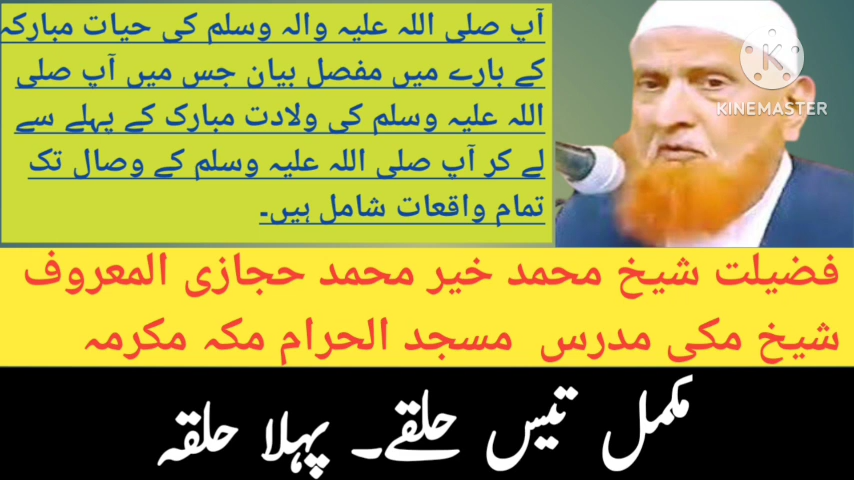 آپ صلی اللہ علیہ والہ وسلم کی حیات مبارکہ
کے بارے میں مفصل بیان جس میں آپ صلی
اللہ علیہ وسلم کی ولادت مبارک کے پہلے سے
لے کر آپ صلی اللہ علیہ وسلم کے وصال تک
تمام واقعات شامل ہیں۔
K
KINEMASTER
فضیلت شیخ محمد خیر محمد حجازی المعروف
شیخ مکی مدرس مسجد الحرام مکہ مکرمہ
مکمل تیس حلقے۔ پہلا حلقہ